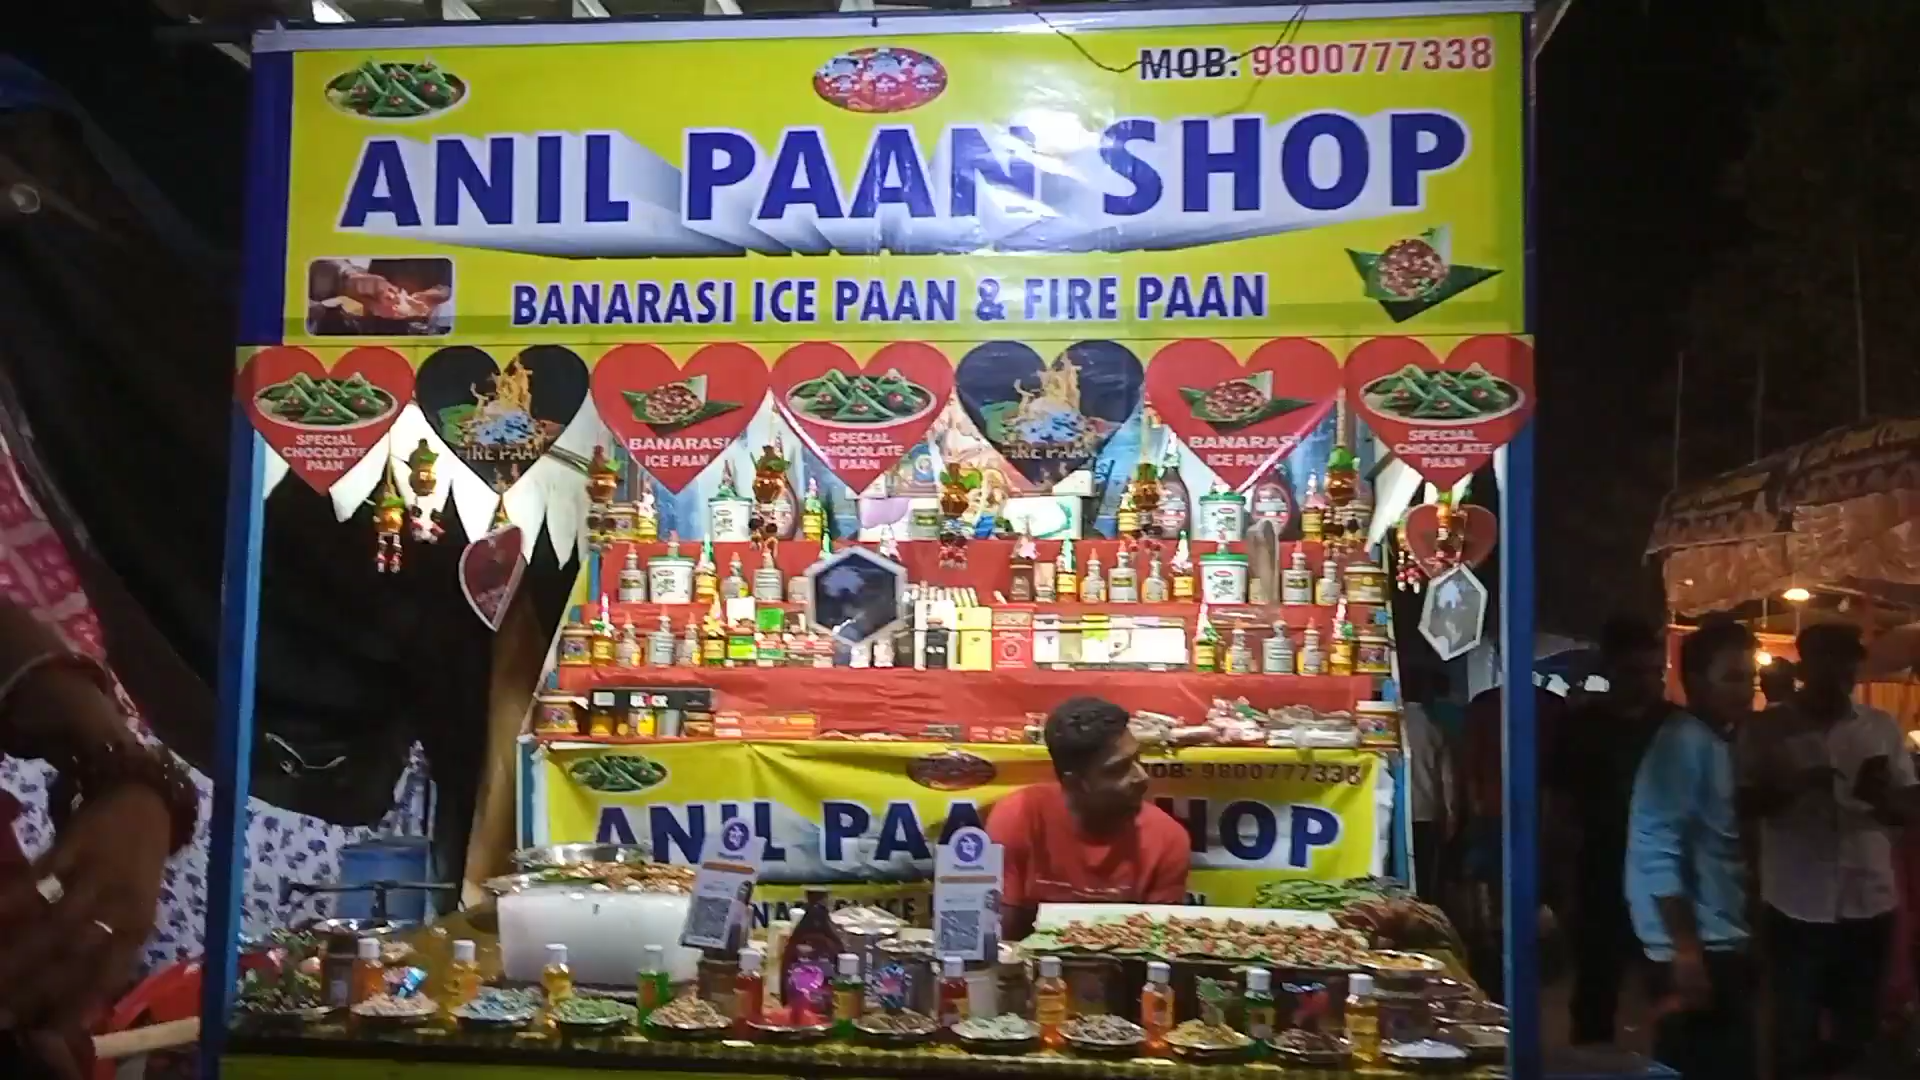 MOB: 9800777338
ANIL PAAN SHOP
BANARASI ICE PAAN & FIRE PAAN
SPECIAL
CHOCOLATE
PAAN
FIRE PAAN
BANARASI
ICE PAAN
SPECIAL
CHOCOLATE
PAAN
FIRE PAAN
BANARASI
ICE PAAN
SPECIAL
CHOCOLATE
PAAN
MOB: 9800777338
ANIL PAA HOP